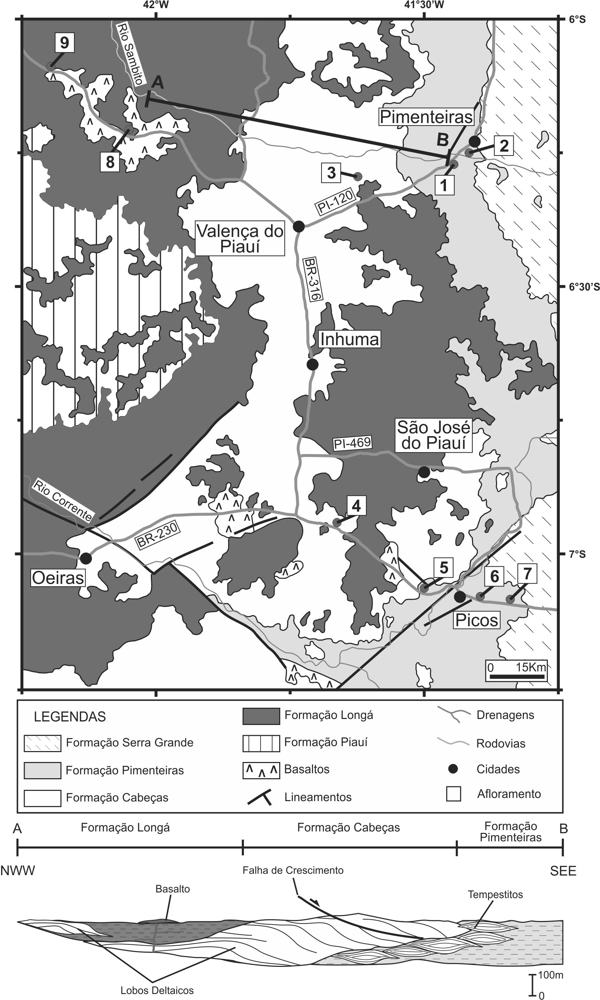 42°W
41°30’W
6°S
9
Rio Sambito
A
Pimenteiras
B
2
8
3
1
PI-120
Valença do
Piauí
BR-316
6°30’S
Inhuma
São José
do Piauí
PI-469
Rio Corrente
4
BR-230
7°S
Oeiras
5
6
7
Picos
0 15Km
LEGENDAS
Formação Serra Grande
Formação Pimenteiras
Formação Cabeças
Formação Longá
Formação Piauí
Basaltos
Lineamentos
Drenagens
Rodovias
Cidades
Afloramento
A
Formação Longá
Formação Cabeças
Formação
Pimenteiras
B
NWW
SEE
Falha de Crescimento
Basalto
Tempestitos
Lobos Deltaicos
100m
0